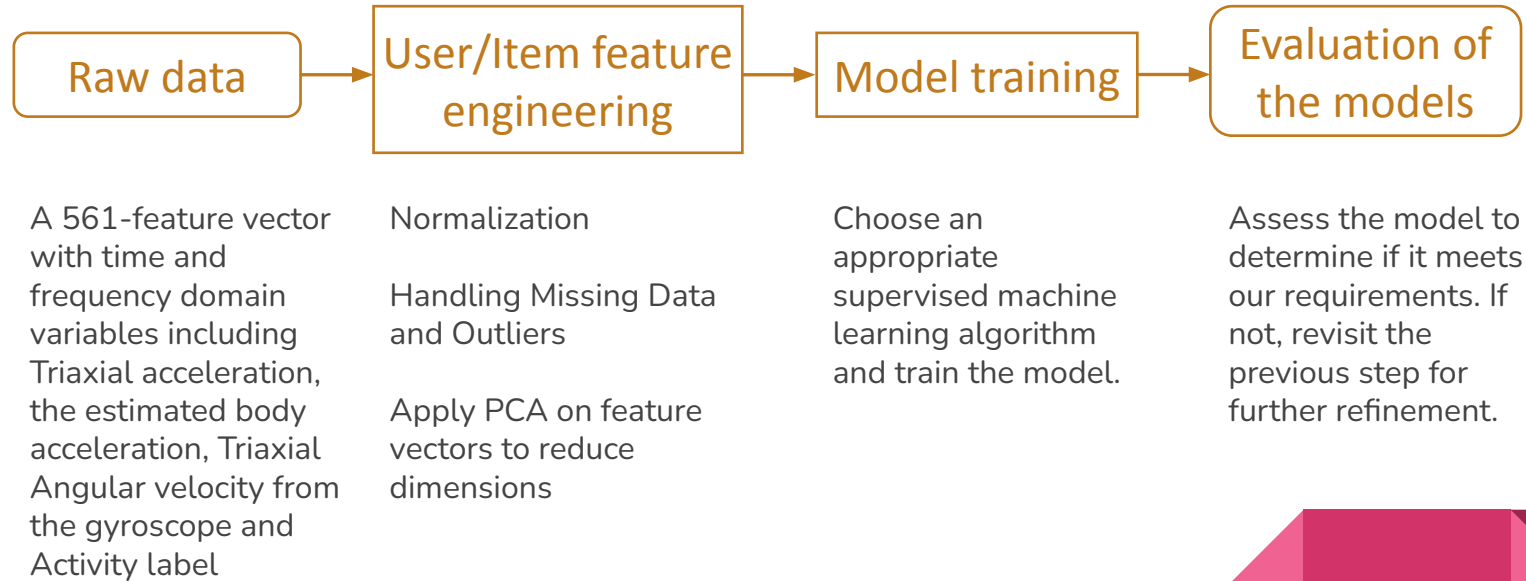 Raw data
User/Item feature
engineering
Model training
Evaluation of
the models
A 561-feature vector
with time and
frequency domain
variables including
Triaxial acceleration,
the estimated body
acceleration, Triaxial
Angular velocity from
the gyroscope and
Activity label
Normalization
Handling Missing Data
and Outliers
Apply PCA on feature
vectors to reduce
dimensions
Choose an
appropriate
supervised machine
learning algorithm
and train the model.
Assess the model to
determine if it meets
our requirements. If
not, revisit the
previous step for
further refinement.